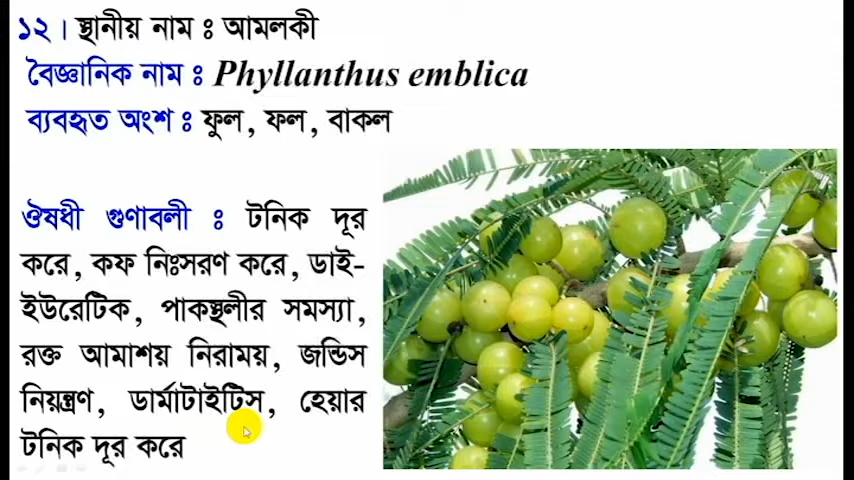 ১২। স্থানীয় নাম ঃ আমলকী
বৈজ্ঞানিক নাম ঃ Phyllanthus emblica
ব্যবহৃত অংশ ঃ ফুল, ফল, বাকল
ঔষধী গুণাবলী ঃ টনিক দূর
করে, কফ নিঃসরণ করে, ডাই-
ইউরেটিক, পাকস্থলীর সমস্যা,
রক্ত আমাশয় নিরাময়, জন্ডিস
নিয়ন্ত্রণ, ডার্মাটাইটিস, হেয়ার
টনিক দূর করে